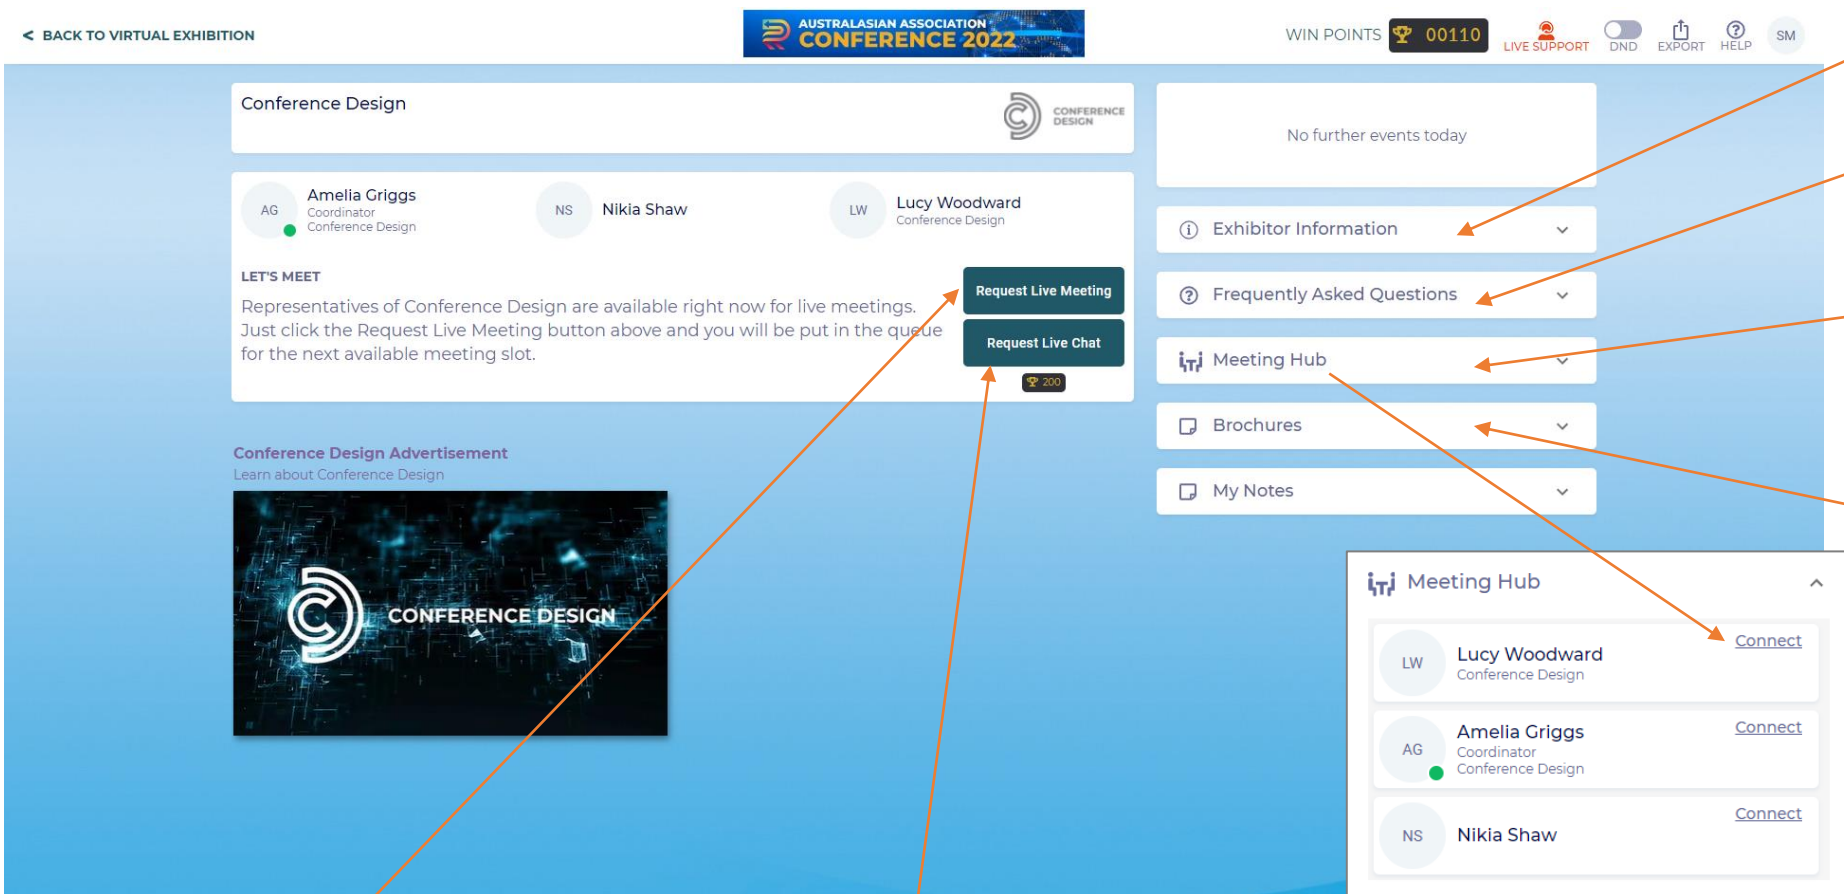 < BACK TO VIRTUAL EXHIBITION
AUSTRALASIAN ASSOCIATION
CONFERENCE 2022
WIN POINTS 00110
LIVE SUPPORT
DND
EXPORT
HELP
SM
Conference Design
CONFERENCE
DESIGN
No further events today
AG
Amelia Griggs
Coordinator
Conference Design
NS
Nikia Shaw
LW
Lucy Woodward
Conference Design
LET'S MEET
Representatives of Conference Design are available right now for live meetings.
Just click the Request Live Meeting button above and you will be put in the queue
for the next available meeting slot.
Request Live Meeting
Request Live Chat
200
Exhibitor Information
Frequently Asked Questions
Meeting Hub
Brochures
My Notes
Conference Design Advertisement
Learn about Conference Design
CONFERENCE DESIGN
Meeting Hub
LW
Lucy Woodward
Conference Design
Connect
AG
Amelia Griggs
Coordinator
Conference Design
Connect
NS
Nikia Shaw
Connect